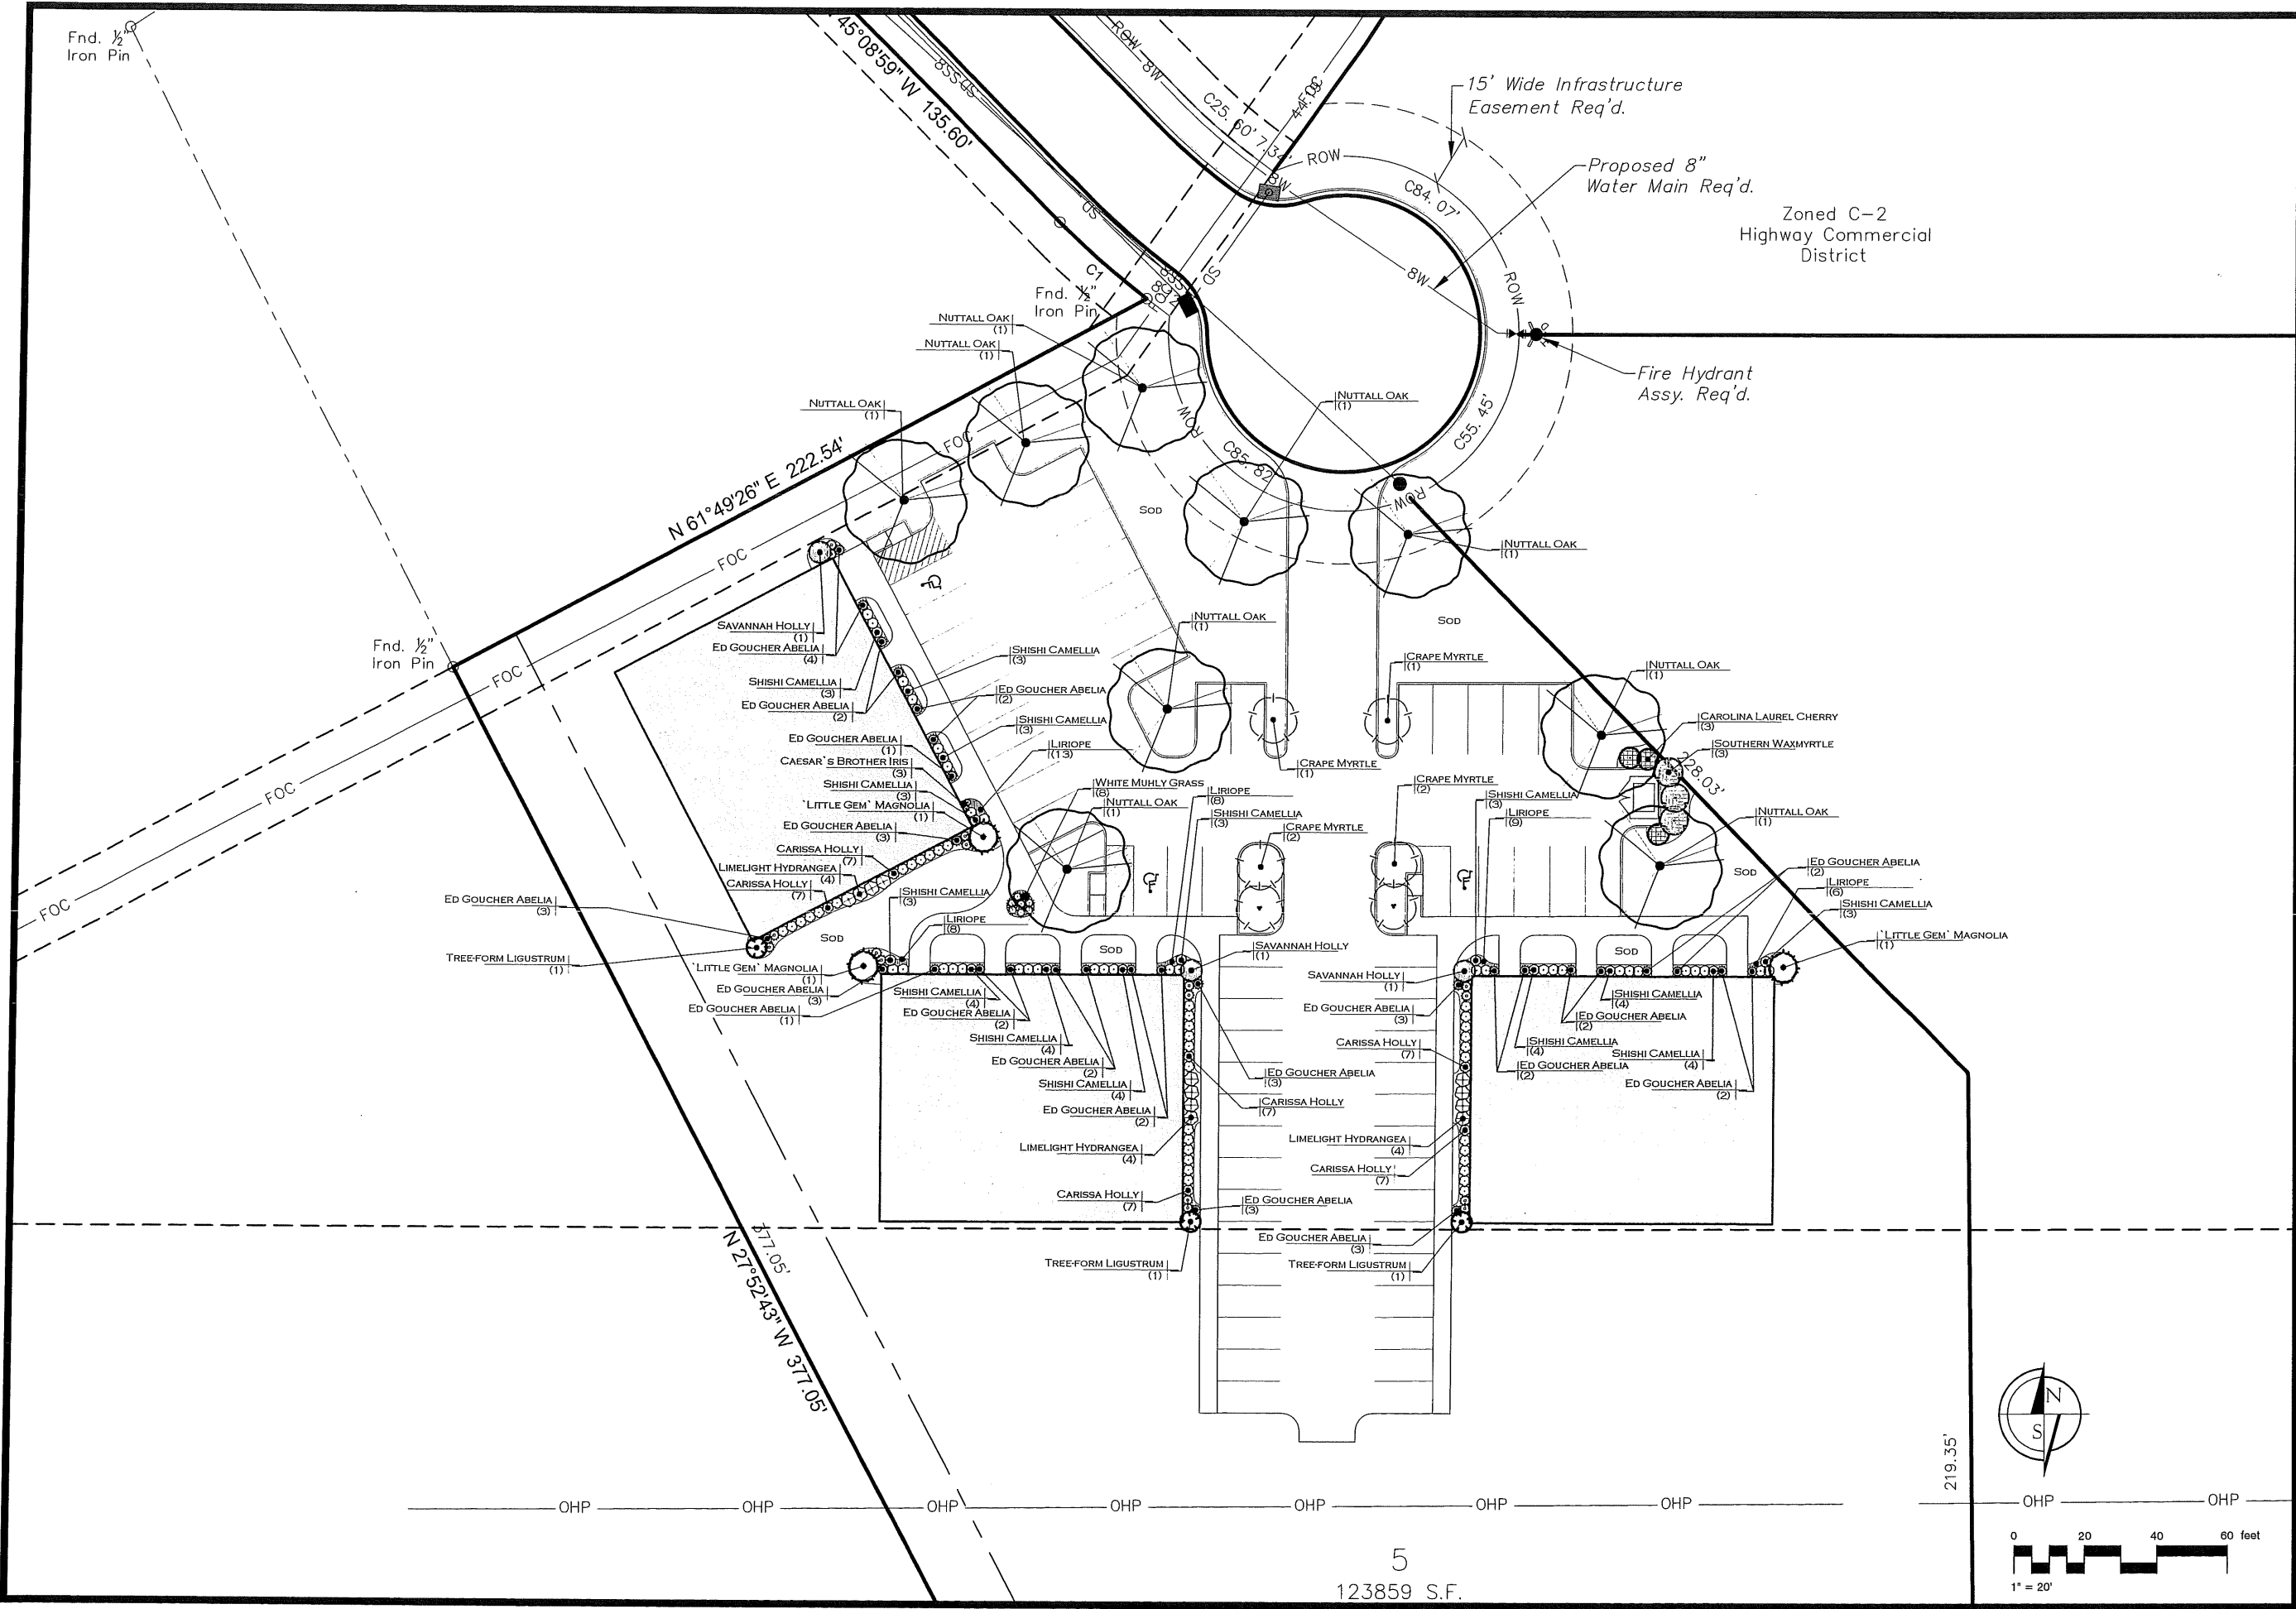 Fnd. ½"
Iron Pin
45°08'59" W 135.60'
SD
8SS
ROW
8W
C25.60'
7.34'
FOC
44.19'
15' Wide Infrastructure
Easement Req'd.
Proposed 8"
Water Main Req'd.
Zoned C-2
Highway Commercial
District
ROW
8W
C84.07'
ROW
8W
SD
SD
C1
Fnd. ½"
Iron Pin
Fire Hydrant
Assy. Req'd.
C55.45'
ROW
C85.82
ROW
NUTTALL OAK
(1)
NUTTALL OAK
(1)
NUTTALL OAK
(1)
NUTTALL OAK
(1)
NUTTALL OAK
(1)
N 61°49'26" E 222.54'
FOC
FOC
FOC
FOC
FOC
SOD
SOD
Fnd. ½"
Iron Pin
SAVANNAH HOLLY
(1)
ED GOUCHER ABELIA
(4)
SHISHI CAMELLIA
(3)
ED GOUCHER ABELIA
(2)
ED GOUCHER ABELIA
(1)
CAESAR`S BROTHER IRIS
(3)
SHISHI CAMELLIA
(3)
`LITTLE GEM` MAGNOLIA
(1)
ED GOUCHER ABELIA
(3)
CARISSA HOLLY
(7)
LIMELIGHT HYDRANGEA
(4)
CARISSA HOLLY
(7)
ED GOUCHER ABELIA
(3)
TREE-FORM LIGUSTRUM
(1)
SHISHI CAMELLIA
(3)
ED GOUCHER ABELIA
(2)
SHISHI CAMELLIA
(3)
LIRIOPE
(13)
WHITE MUHLY GRASS
(8)
NUTTALL OAK
(1)
NUTTALL OAK
(1)
CRAPE MYRTLE
(1)
CRAPE MYRTLE
(1)
CRAPE MYRTLE
(2)
CRAPE MYRTLE
(2)
LIRIOPE
(8)
SHISHI CAMELLIA
(3)
SHISHI CAMELLIA
(3)
LIRIOPE
(9)
NUTTALL OAK
(1)
CAROLINA LAUREL CHERRY
(3)
SOUTHERN WAXMYRTLE
(3)
228.03'
NUTTALL OAK
(1)
SOD
ED GOUCHER ABELIA
(2)
LIRIOPE
(6)
SHISHI CAMELLIA
(3)
`LITTLE GEM` MAGNOLIA
(1)
SHISHI CAMELLIA
(3)
LIRIOPE
(8)
SOD
SOD
SOD
`LITTLE GEM` MAGNOLIA
(1)
ED GOUCHER ABELIA
(3)
ED GOUCHER ABELIA
(1)
SHISHI CAMELLIA
(4)
ED GOUCHER ABELIA
(2)
SHISHI CAMELLIA
(4)
ED GOUCHER ABELIA
(2)
SHISHI CAMELLIA
(4)
ED GOUCHER ABELIA
(2)
LIMELIGHT HYDRANGEA
(4)
CARISSA HOLLY
(7)
TREE-FORM LIGUSTRUM
(1)
SAVANNAH HOLLY
(1)
ED GOUCHER ABELIA
(3)
CARISSA HOLLY
(7)
ED GOUCHER ABELIA
(3)
SAVANNAH HOLLY
(1)
ED GOUCHER ABELIA
(3)
CARISSA HOLLY
(7)
LIMELIGHT HYDRANGEA
(4)
CARISSA HOLLY
(7)
ED GOUCHER ABELIA
(3)
TREE-FORM LIGUSTRUM
(1)
SHISHI CAMELLIA
(4)
ED GOUCHER ABELIA
(2)
SHISHI CAMELLIA
(4)
ED GOUCHER ABELIA
(2)
SHISHI CAMELLIA
(4)
ED GOUCHER ABELIA
(2)
377.05'
N 27°52'43" W 377.05'
OHP
OHP
OHP
OHP
OHP
OHP
OHP
OHP
OHP
5
123859 S.F.
219.35'
N
S
0 20 40 60 feet
1" = 20'